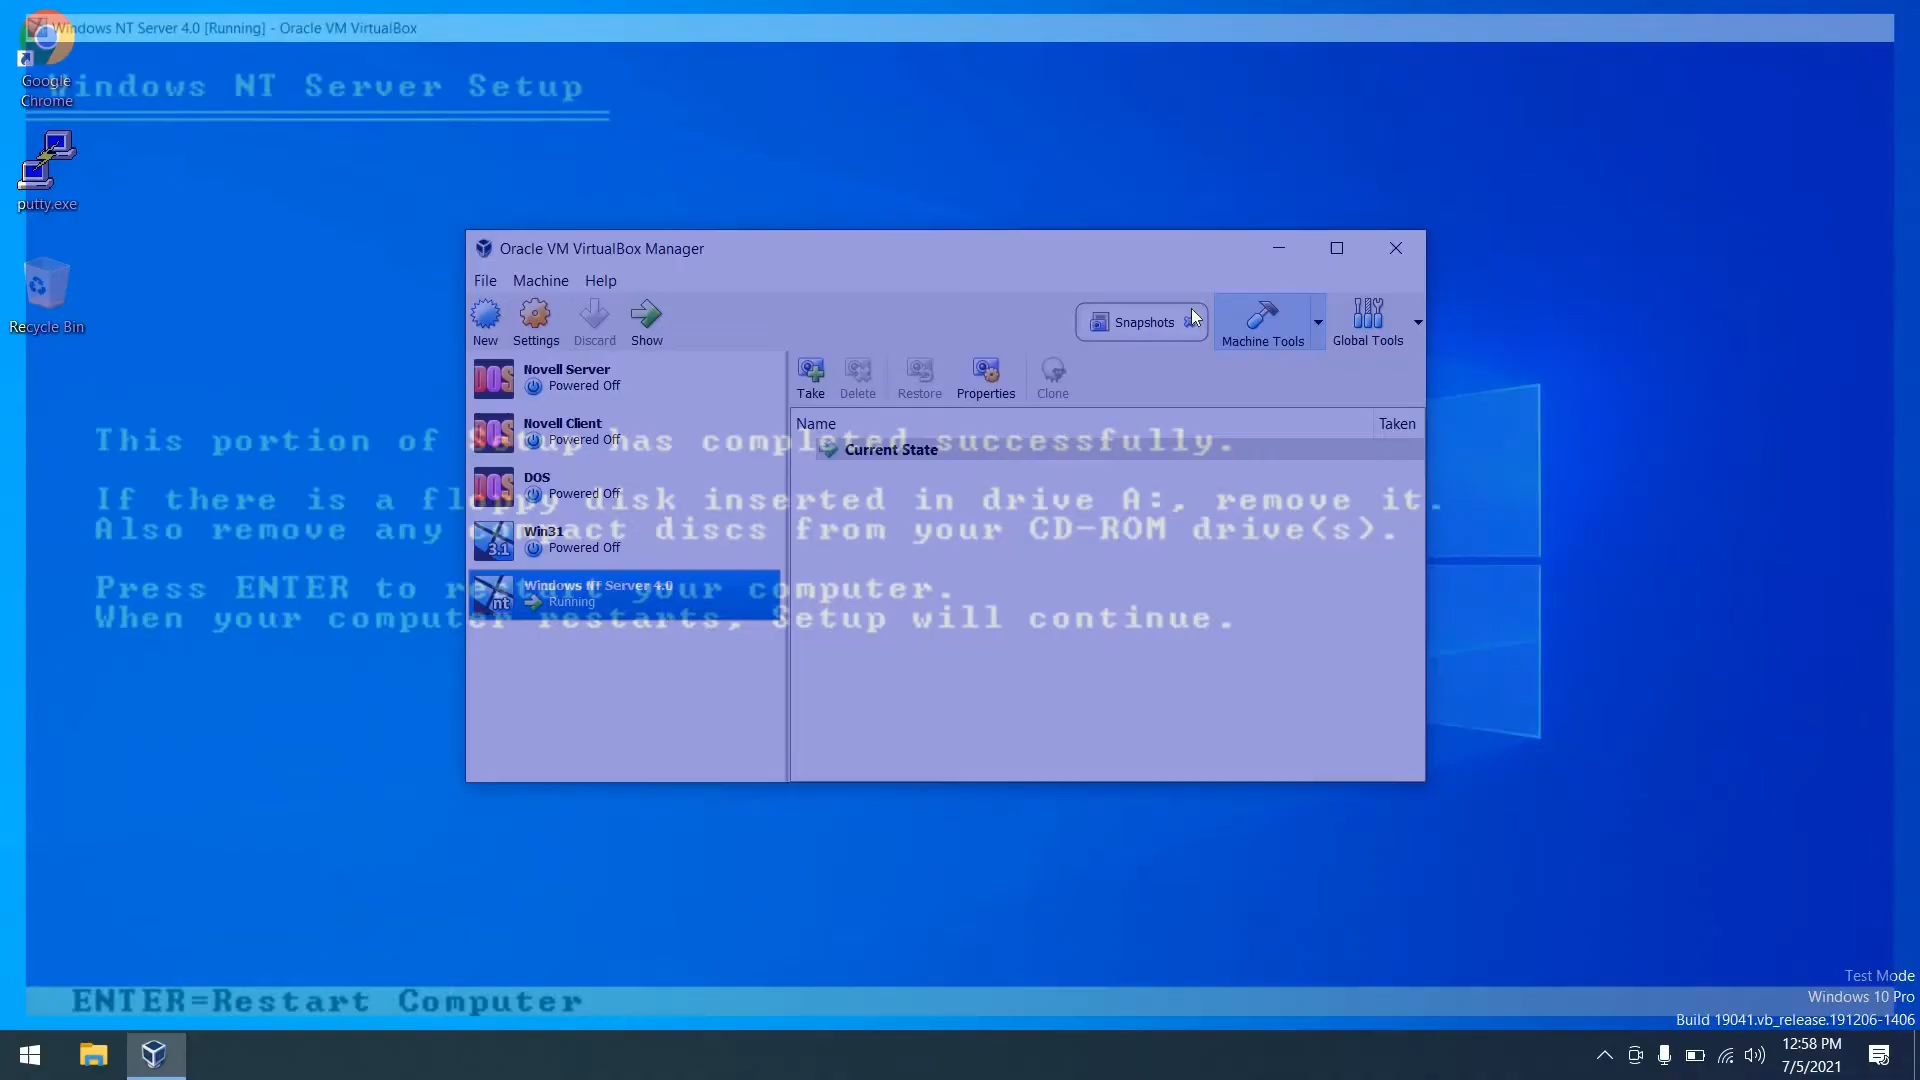 Windows NT Server 4.0 [Running] - Oracle VM VirtualBox
Windows NT Server Setup
Google
Chrome
putty.exe
Recycle Bin
Oracle VM VirtualBox Manager
File Machine Help
New Settings Discard Show
Snapshots Machine Tools Global Tools
Novell Server
Powered Off
Novell Client
Powered Off
DOS
Powered Off
Win31
Powered Off
Windows NT Server 4.0
Running
DOS
DOS
DOS
3.1
nt
Take Delete Restore Properties Clone
Name Taken
Current State
This portion of Setup has completed successfully.
If there is a floppy disk inserted in drive A:, remove it.
Also remove any compact discs from your CD-ROM drive(s).
Press ENTER to restart your computer.
When your computer restarts, Setup will continue.
ENTER=Restart Computer
Test Mode
Windows 10 Pro
Build 19041.vb_release.191206-1406
12:58 PM
7/5/2021